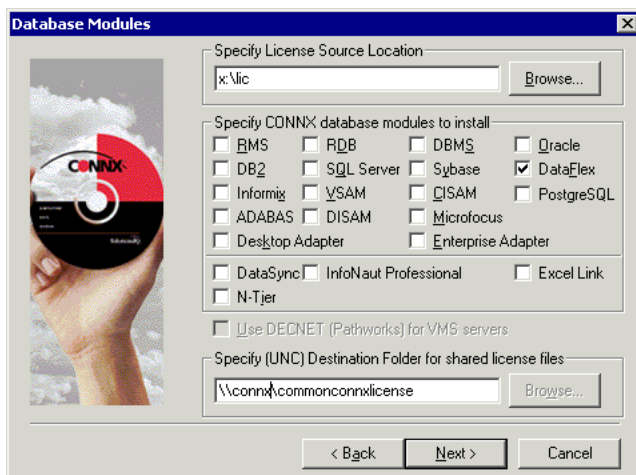 Database Modules
Specify License Source Location
x:\lic
Browse...
Specify CONNX database modules to install
RMS RDB DBMS Oracle
DB2 SQL Server Sybase DataFlex
Informix VSAM CISAM PostgreSQL
ADABAS DISAM Microfocus
Desktop Adapter Enterprise Adapter
DataSync InfoNaut Professional Excel Link
N-Tier
Use DECNET (Pathworks) for VMS servers
Specify (UNC) Destination Folder for shared license files
\\connx\commonconnxlicense
Browse...
< Back Next > Cancel
CONNX